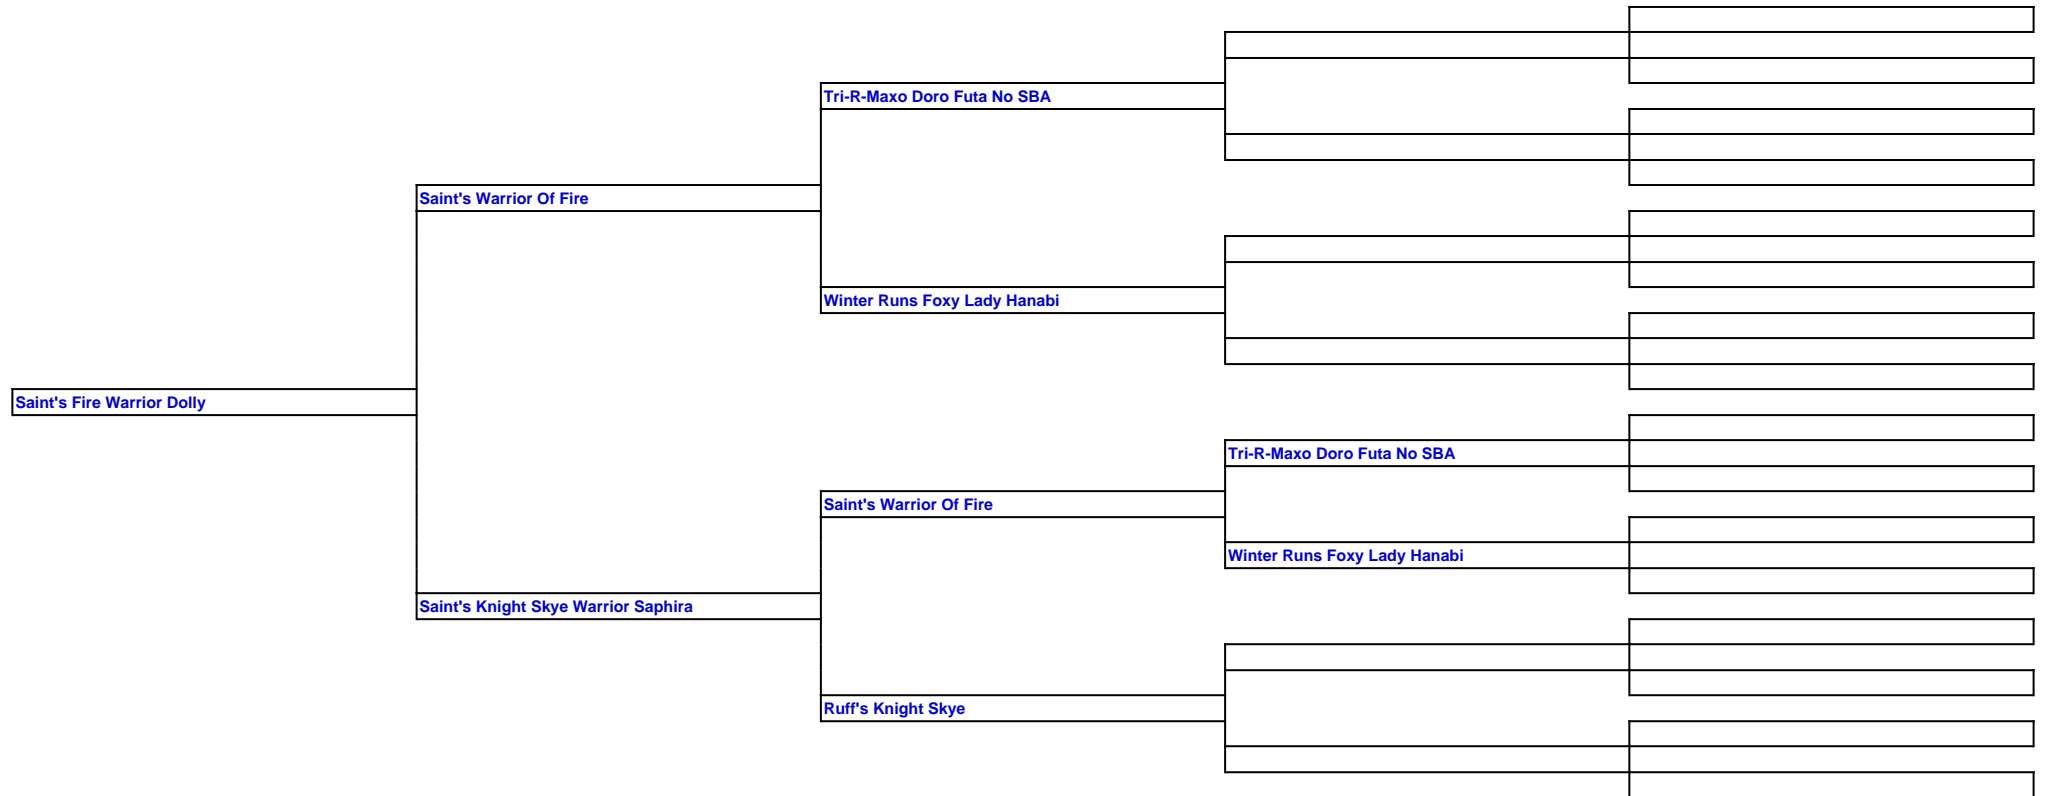 Tri-R-Maxo Doro Futa No SBA
Saint's Warrior Of Fire
Winter Runs Foxy Lady Hanabi
Saint's Fire Warrior Dolly
Tri-R-Maxo Doro Futa No SBA
Saint's Warrior Of Fire
Winter Runs Foxy Lady Hanabi
Saint's Knight Skye Warrior Saphira
Ruff's Knight Skye